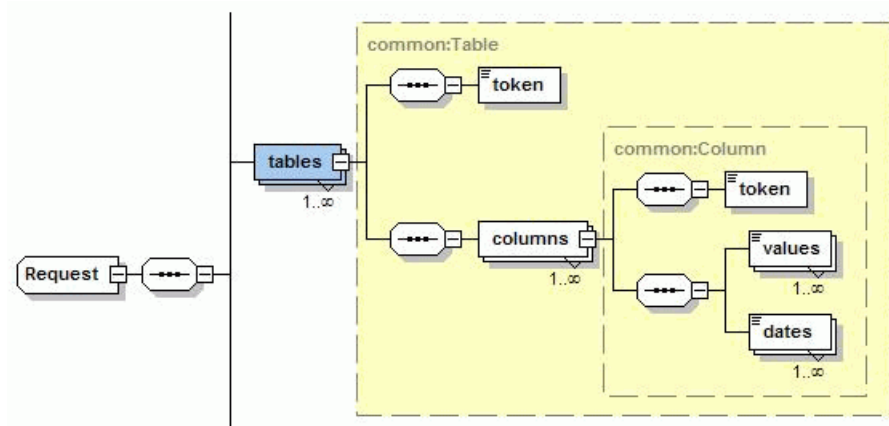 common:Table
token
common:Column
tables
1..∞
token
columns
1..∞
values
1..∞
Request
dates
1..∞